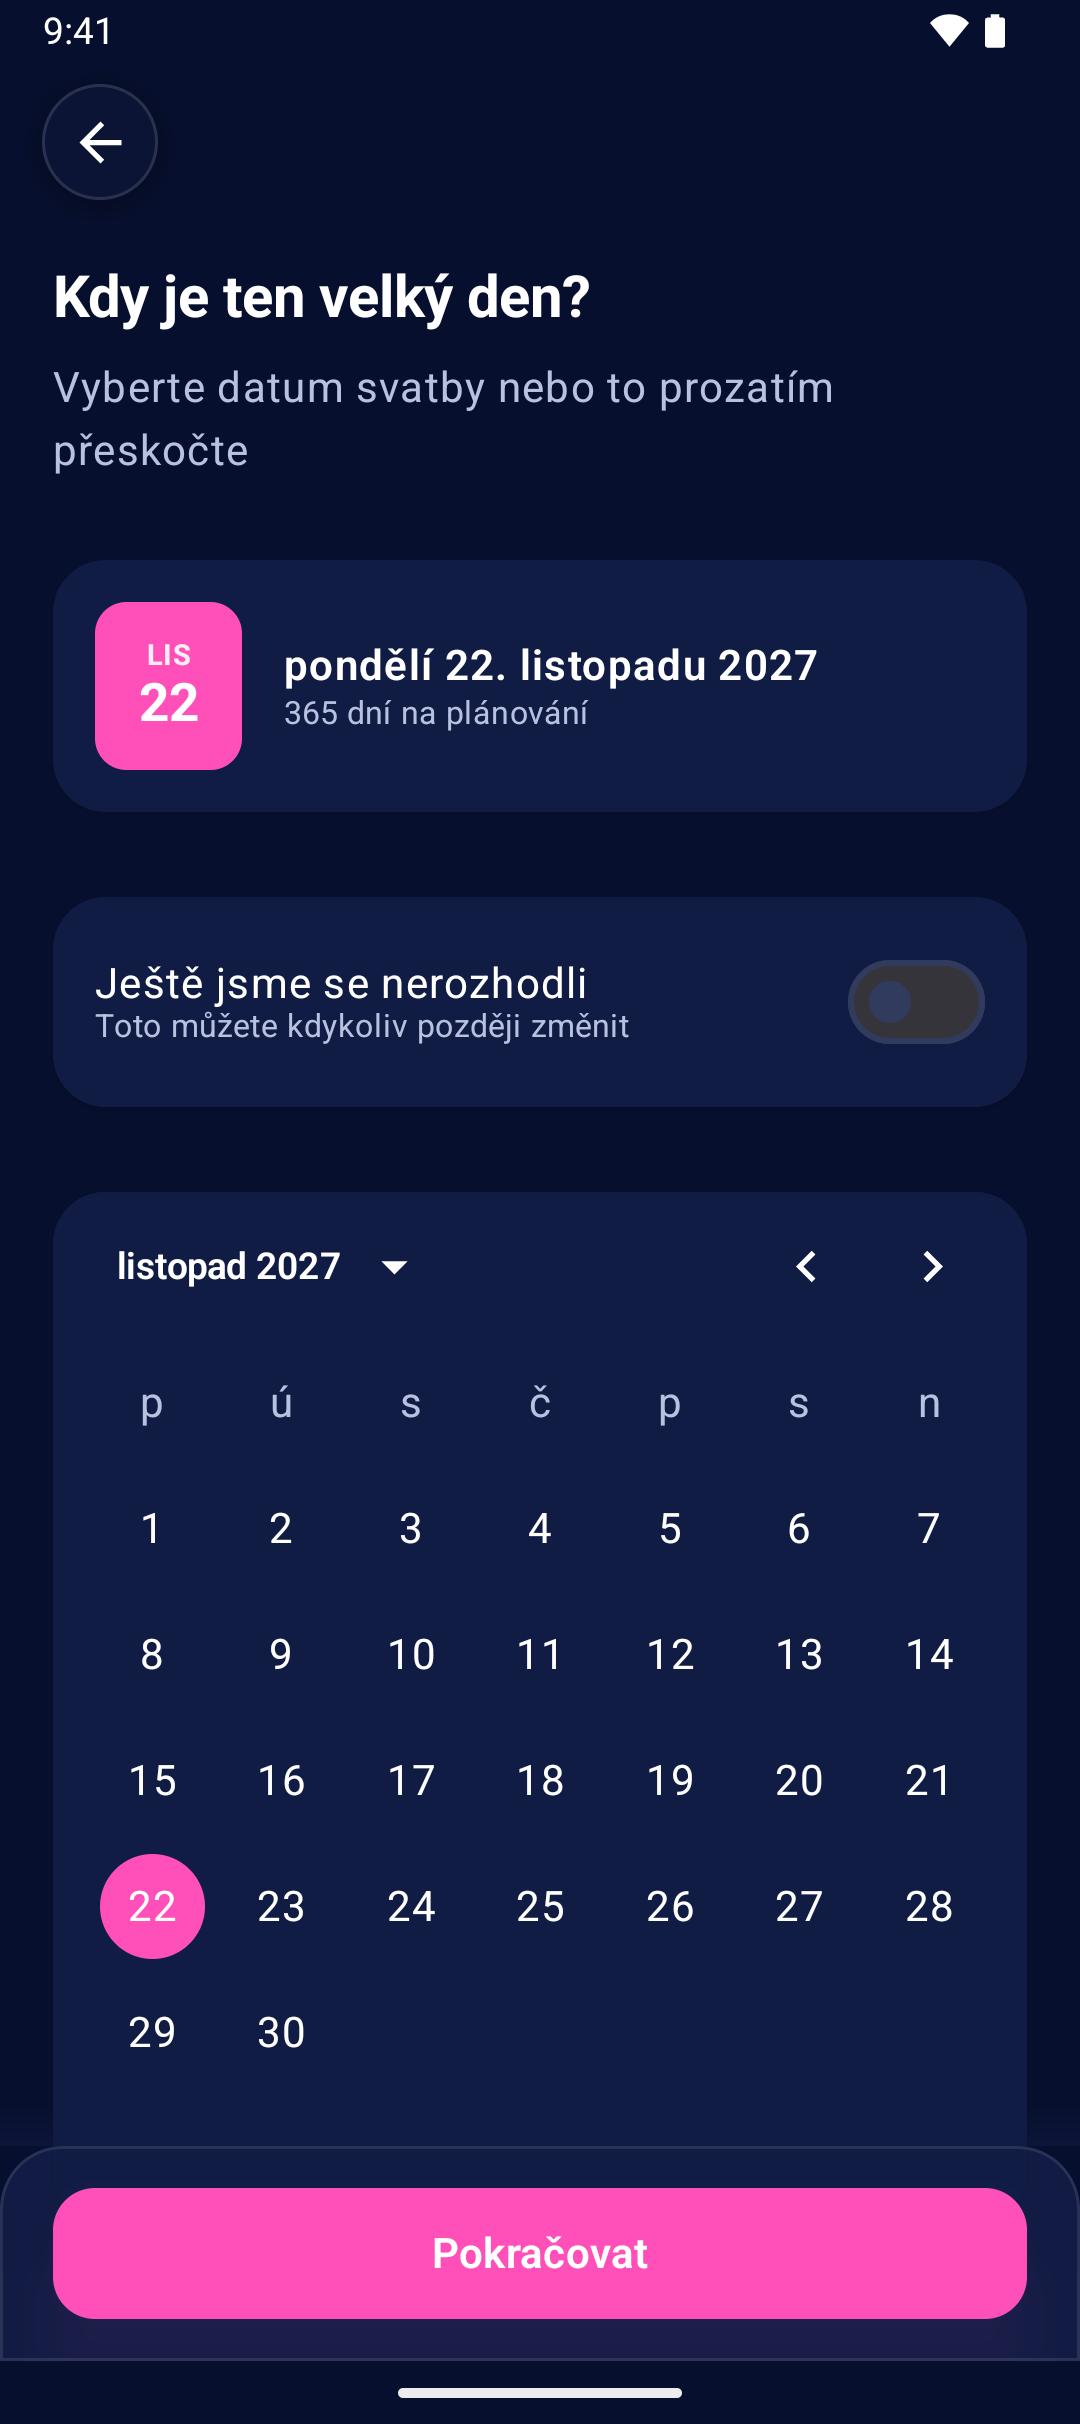 9:41
Kdy je ten velký den?
Vyberte datum svatby nebo to prozatím
přeskočte
LIS
22
pondělí 22. listopadu 2027
365 dní na plánování
Ještě jsme se nerozhodli
Toto můžete kdykoliv později změnit
listopad 2027
p ú s č p s n
1 2 3 4 5 6 7
8 9 10 11 12 13 14
15 16 17 18 19 20 21
22 23 24 25 26 27 28
29 30
Pokračovat